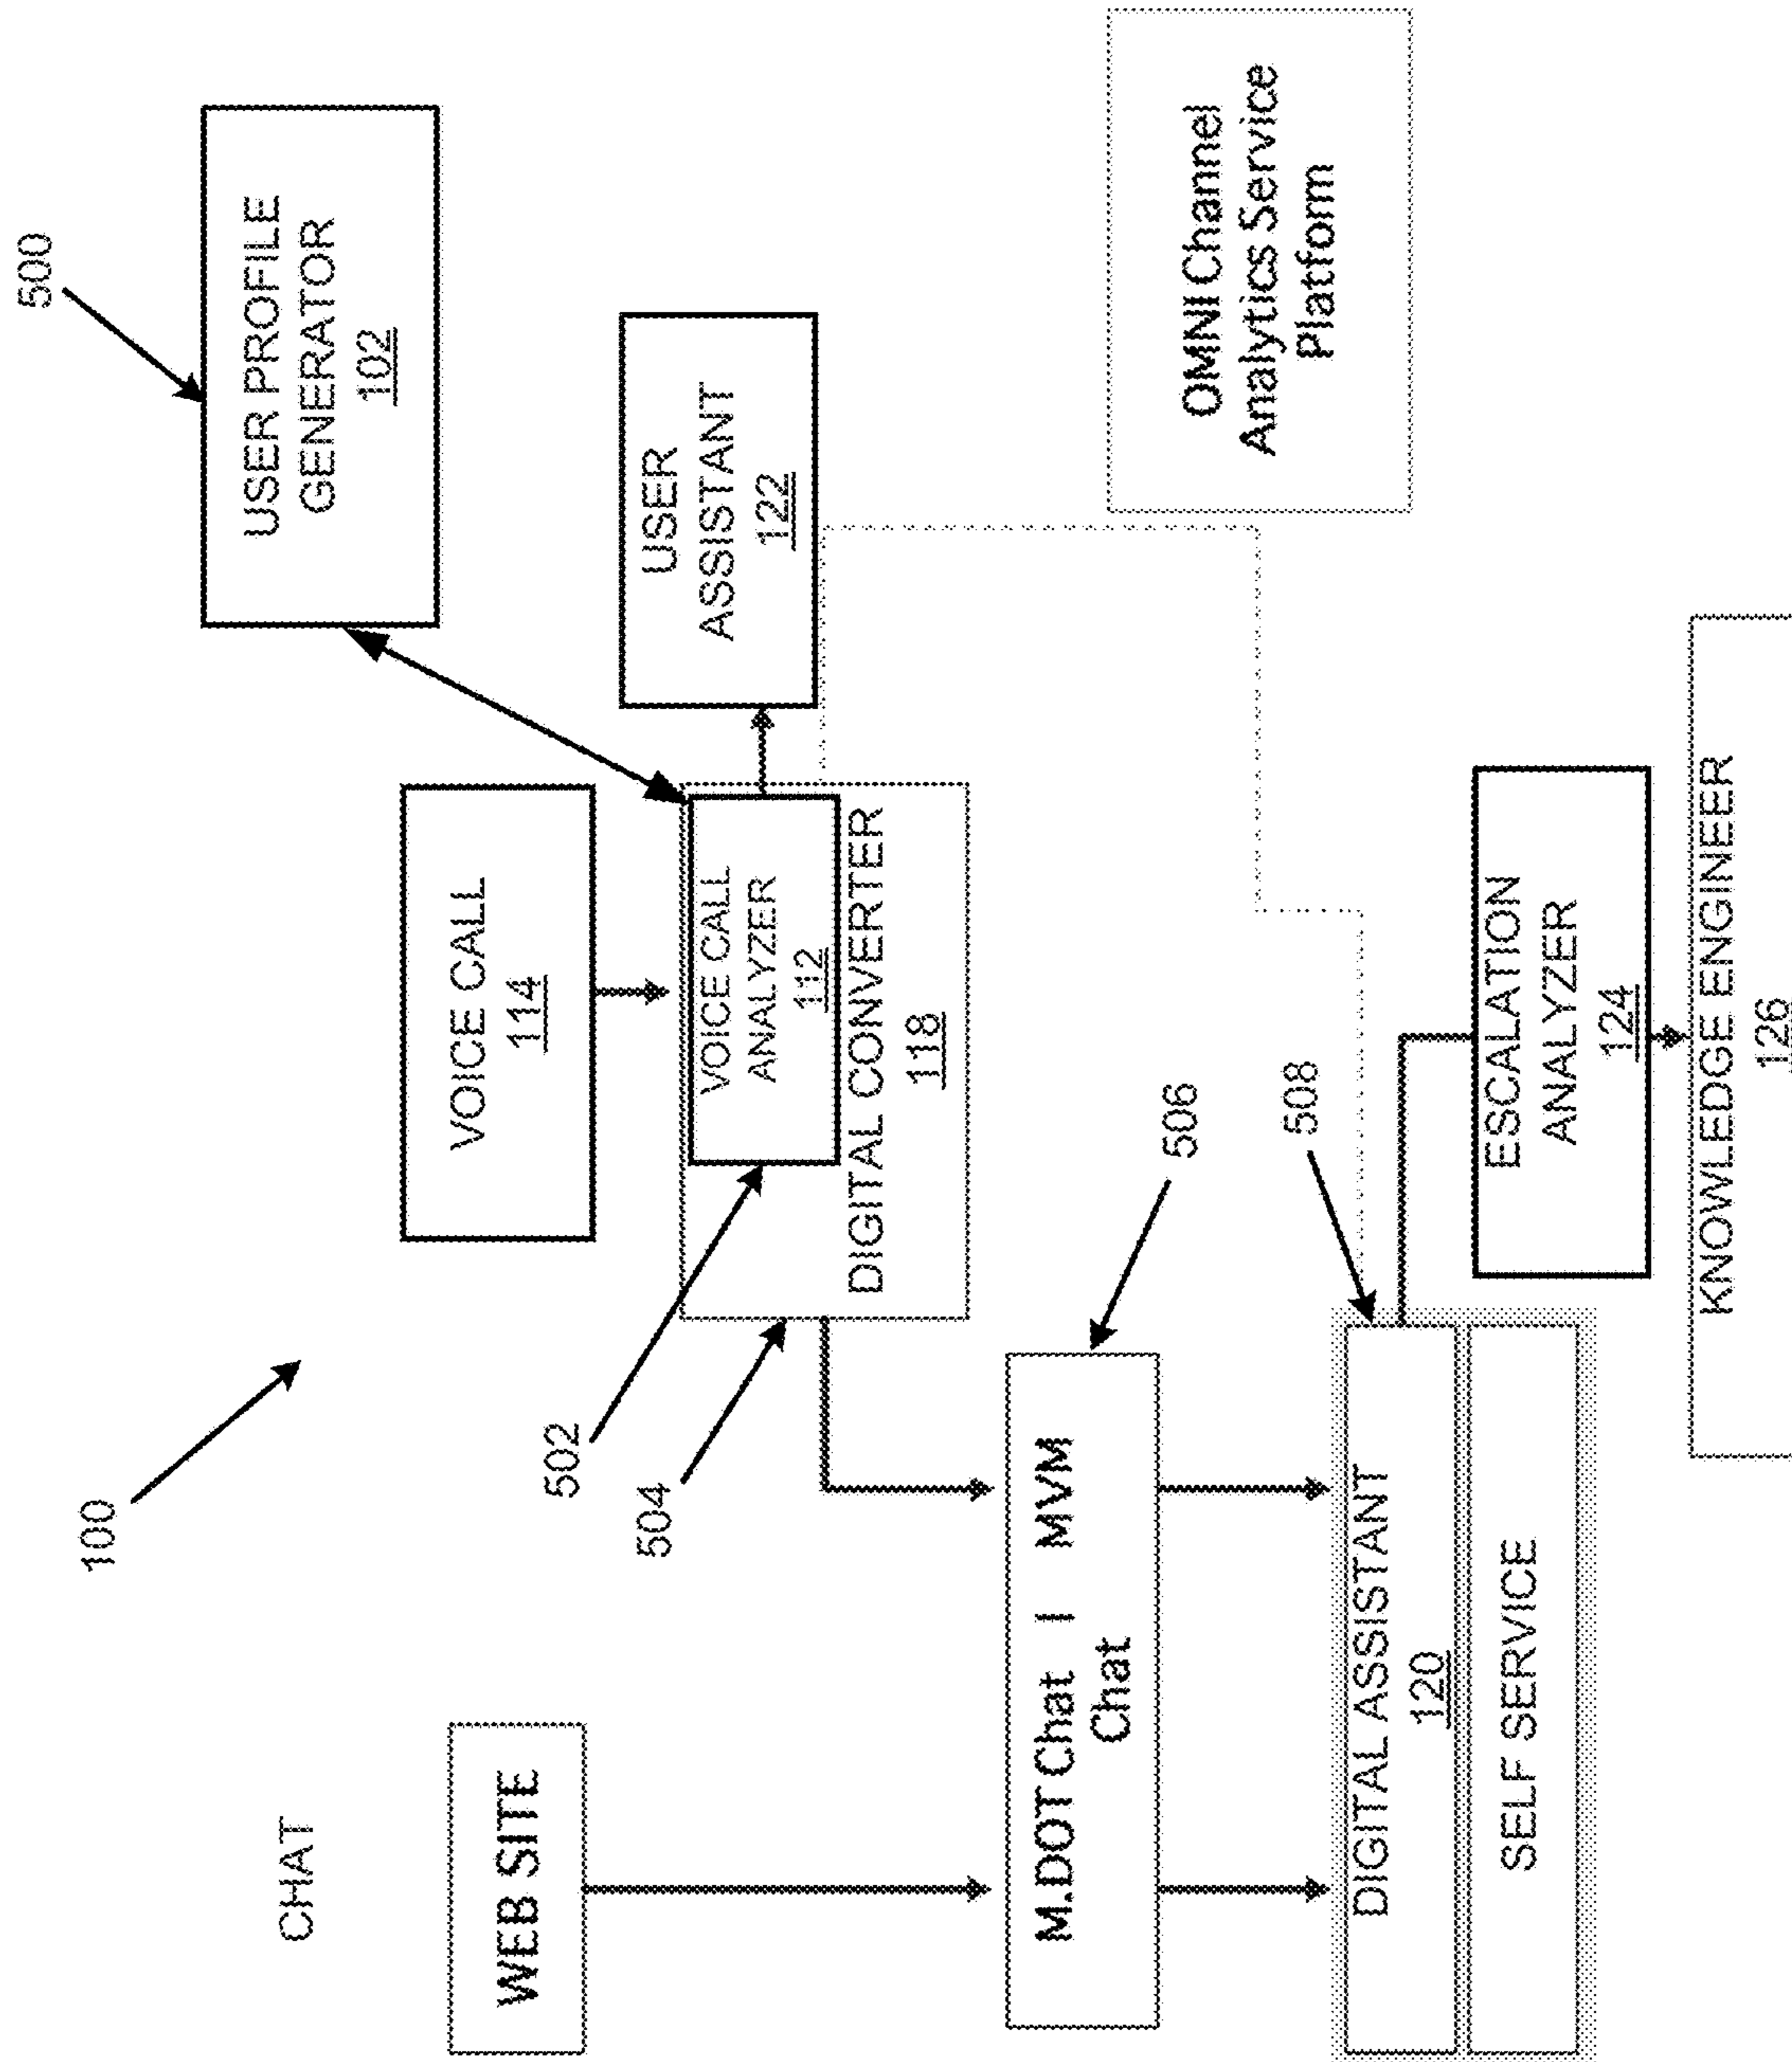 100
500
CHAT
VOICE CALL
114
USER PROFILE
GENERATOR
102
WEB SITE
502
504
VOICE CALL
ANALYZER
112
DIGITAL CONVERTER
118
USER
ASSISTANT
122
M.DOT Chat | MVM
Chat
506
OMNI Channel
Analytics Service
Platform
508
DIGITAL ASSISTANT
120
SELF SERVICE
ESCALATION
ANALYZER
124
KNOWLEDGE ENGINEER
126